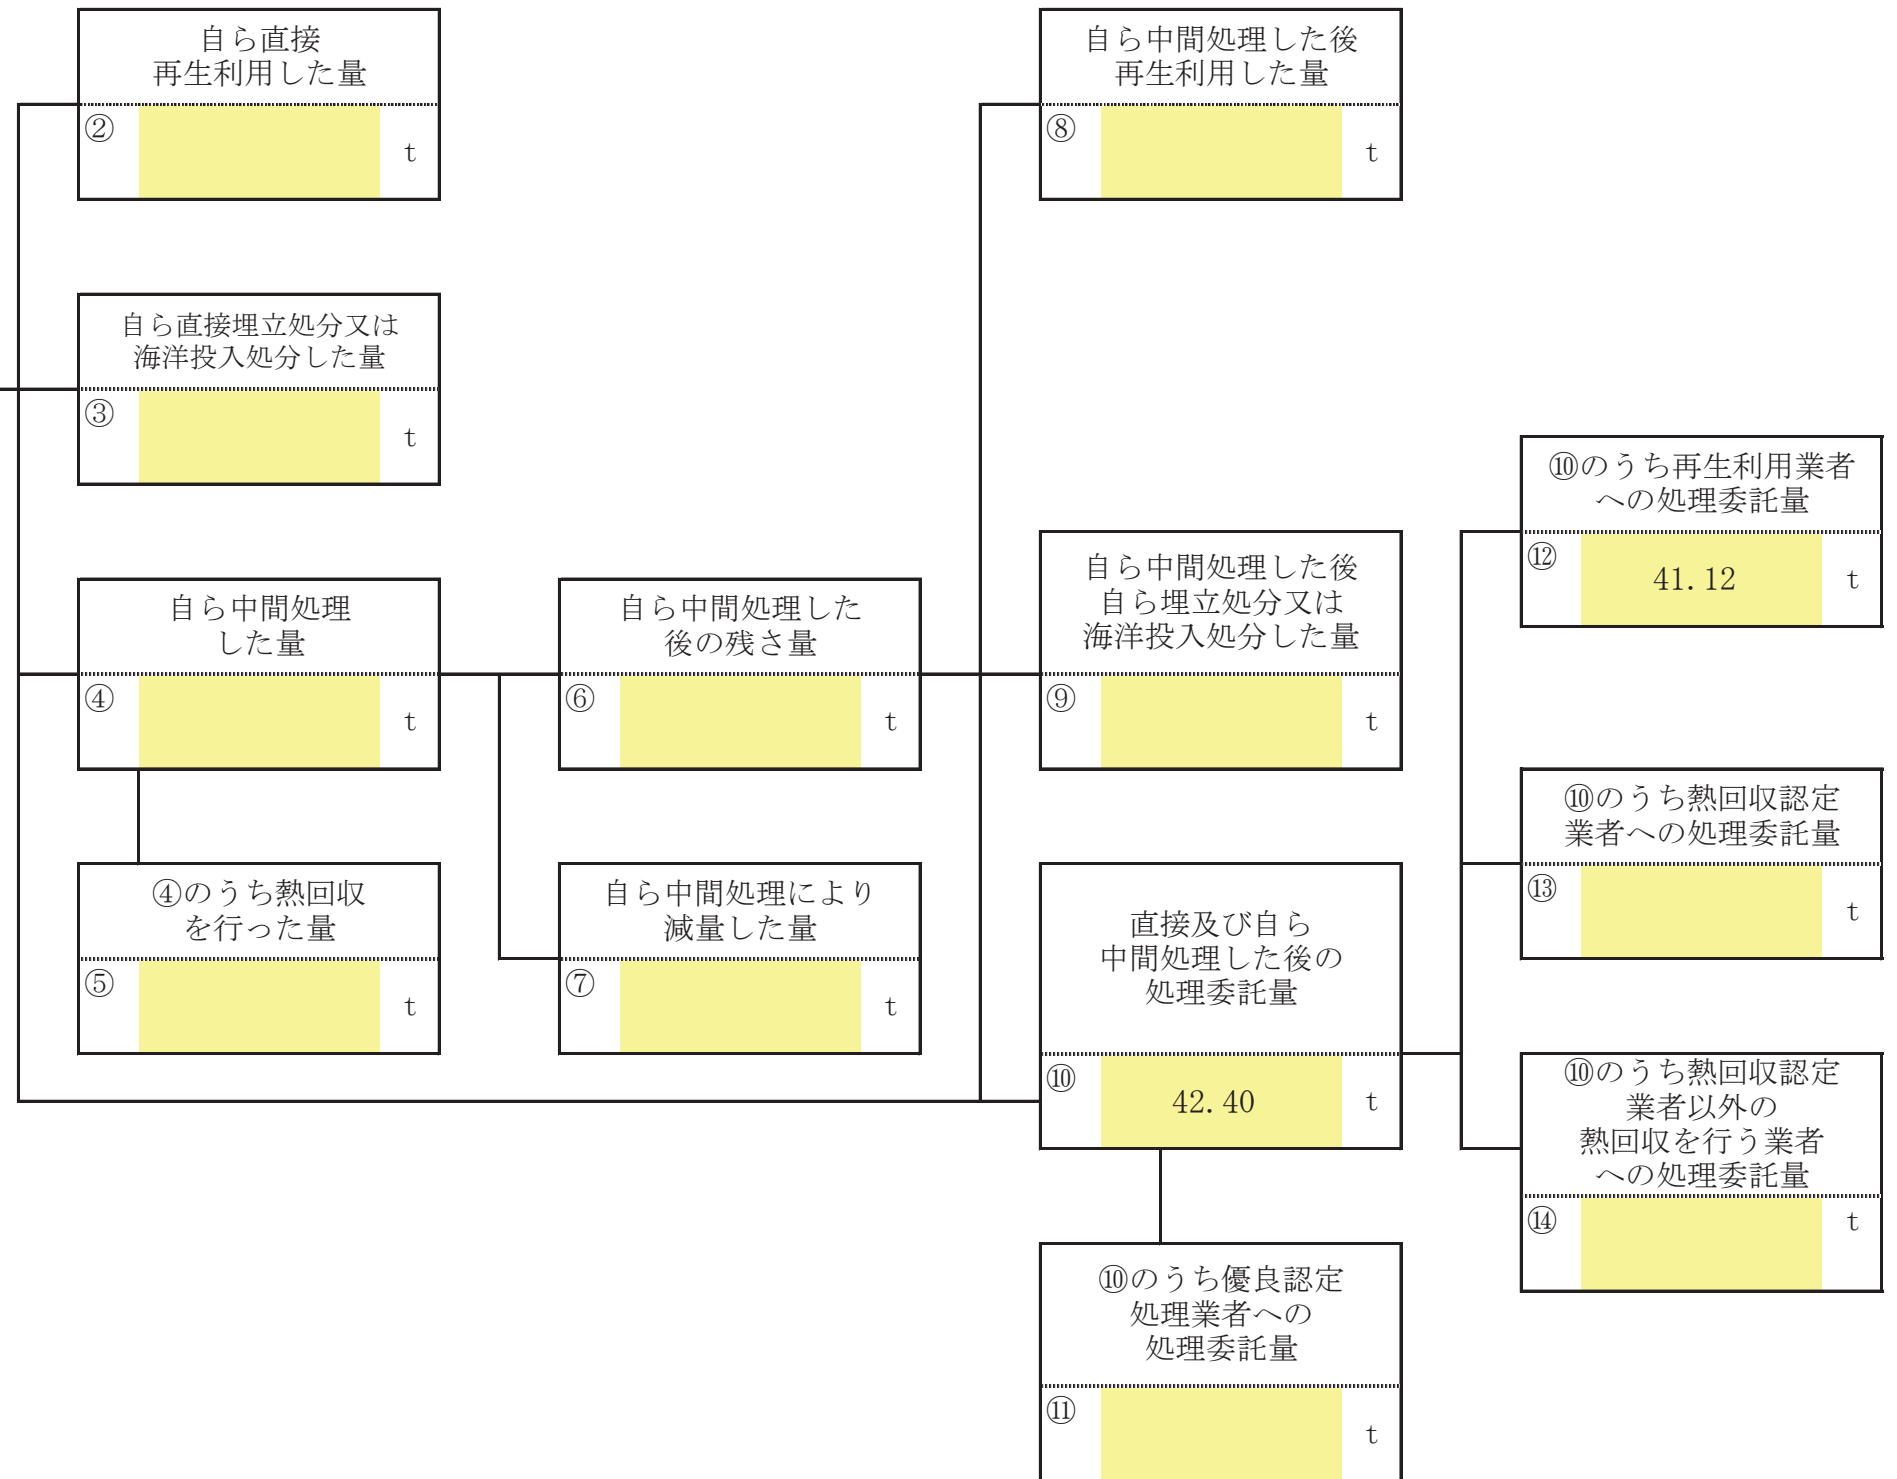 自ら直接
再生利用した量
②
t
自ら中間処理した後
再生利用した量
⑧
t
自ら直接埋立処分又は
海洋投入処分した量
③
t
⑩のうち再生利用業者
への処理委託量
⑫
41.12
t
自ら中間処理
した量
④
t
自ら中間処理した
後の残さ量
⑥
t
自ら中間処理した後
自ら埋立処分又は
海洋投入処分した量
⑨
t
⑩のうち熱回収認定
業者への処理委託量
⑬
t
④のうち熱回収
を行った量
⑤
t
自ら中間処理により
減量した量
⑦
t
直接及び自ら
中間処理した後の
処理委託量
⑩
42.40
t
⑩のうち熱回収認定
業者以外の
熱回収を行う業者
への処理委託量
⑭
t
⑩のうち優良認定
処理業者への
処理委託量
⑪
t